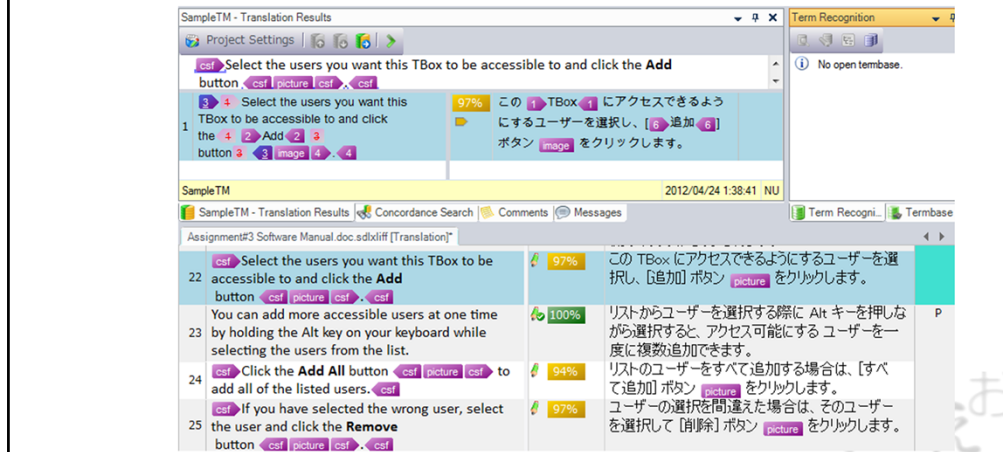 SampleTM - Translation Results
Term Recognition
Project Settings
csf Select the users you want this TBox to be accessible to and click the Add
button csf picture csf . csf
No open termbase.
1
3 4 Select the users you want this
TBox to be accessible to and click
the 4 2 Add 2 3
button 3 3 image 4 . 4
97%
この 1 TBox 1 にアクセスできるよう
にするユーザーを選択し、[ 6 追加 6 ]
ボタン image をクリックします。
SampleTM
2012/04/24 1:38:41 NU
SampleTM - Translation Results
Concordance Search
Comments
Messages
Term Recogni...
Termbase
Assignment#3 Software Manual.doc.sdlxliff [Translation]*
22
csf Select the users you want this TBox to be
accessible to and click the Add
button csf picture csf . csf
97%
この TBox にアクセスできるようにするユーザーを選
択し、[追加] ボタン picture をクリックします。
23
You can add more accessible users at one time
by holding the Alt key on your keyboard while
selecting the users from the list.
100%
リストからユーザーを選択する際に Alt キーを押しな
がら選択すると、アクセス可能にする ユーザーを一
度に複数追加できます。
P
24
csf Click the Add All button csf picture csf to
add all of the listed users. csf
94%
リストのユーザーをすべて追加する場合は、[すべ
て追加] ボタン picture をクリックします。
25
csf If you have selected the wrong user, select
the user and click the Remove
button csf picture csf . csf
97%
ユーザーの選択を間違えた場合は、そのユーザー
を選択して [削除] ボタン picture をクリックします。